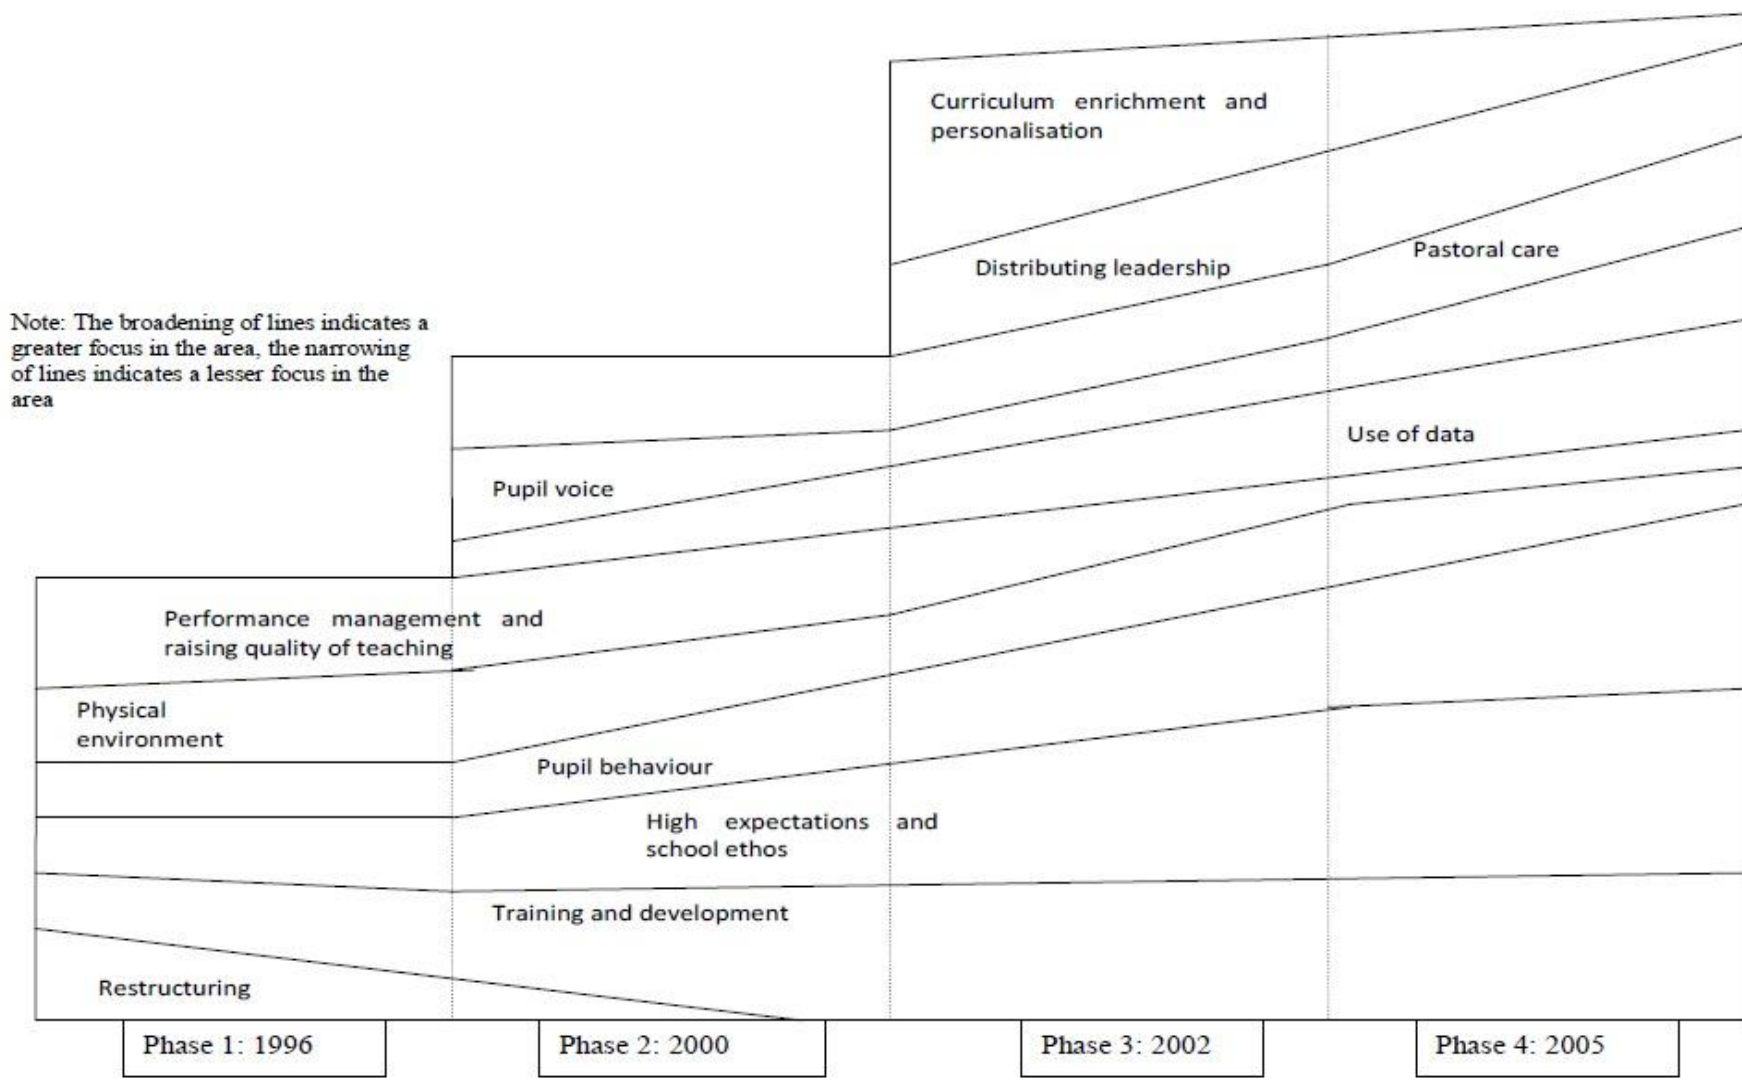 Curriculum enrichment and
personalisation
Distributing leadership
Pastoral care
Note: The broadening of lines indicates a
greater focus in the area, the narrowing
of lines indicates a lesser focus in the
area
Use of data
Pupil voice
Performance management and
raising quality of teaching
Physical
environment
Pupil behaviour
High expectations and
school ethos
Training and development
Restructuring
Phase 1: 1996
Phase 2: 2000
Phase 3: 2002
Phase 4: 2005